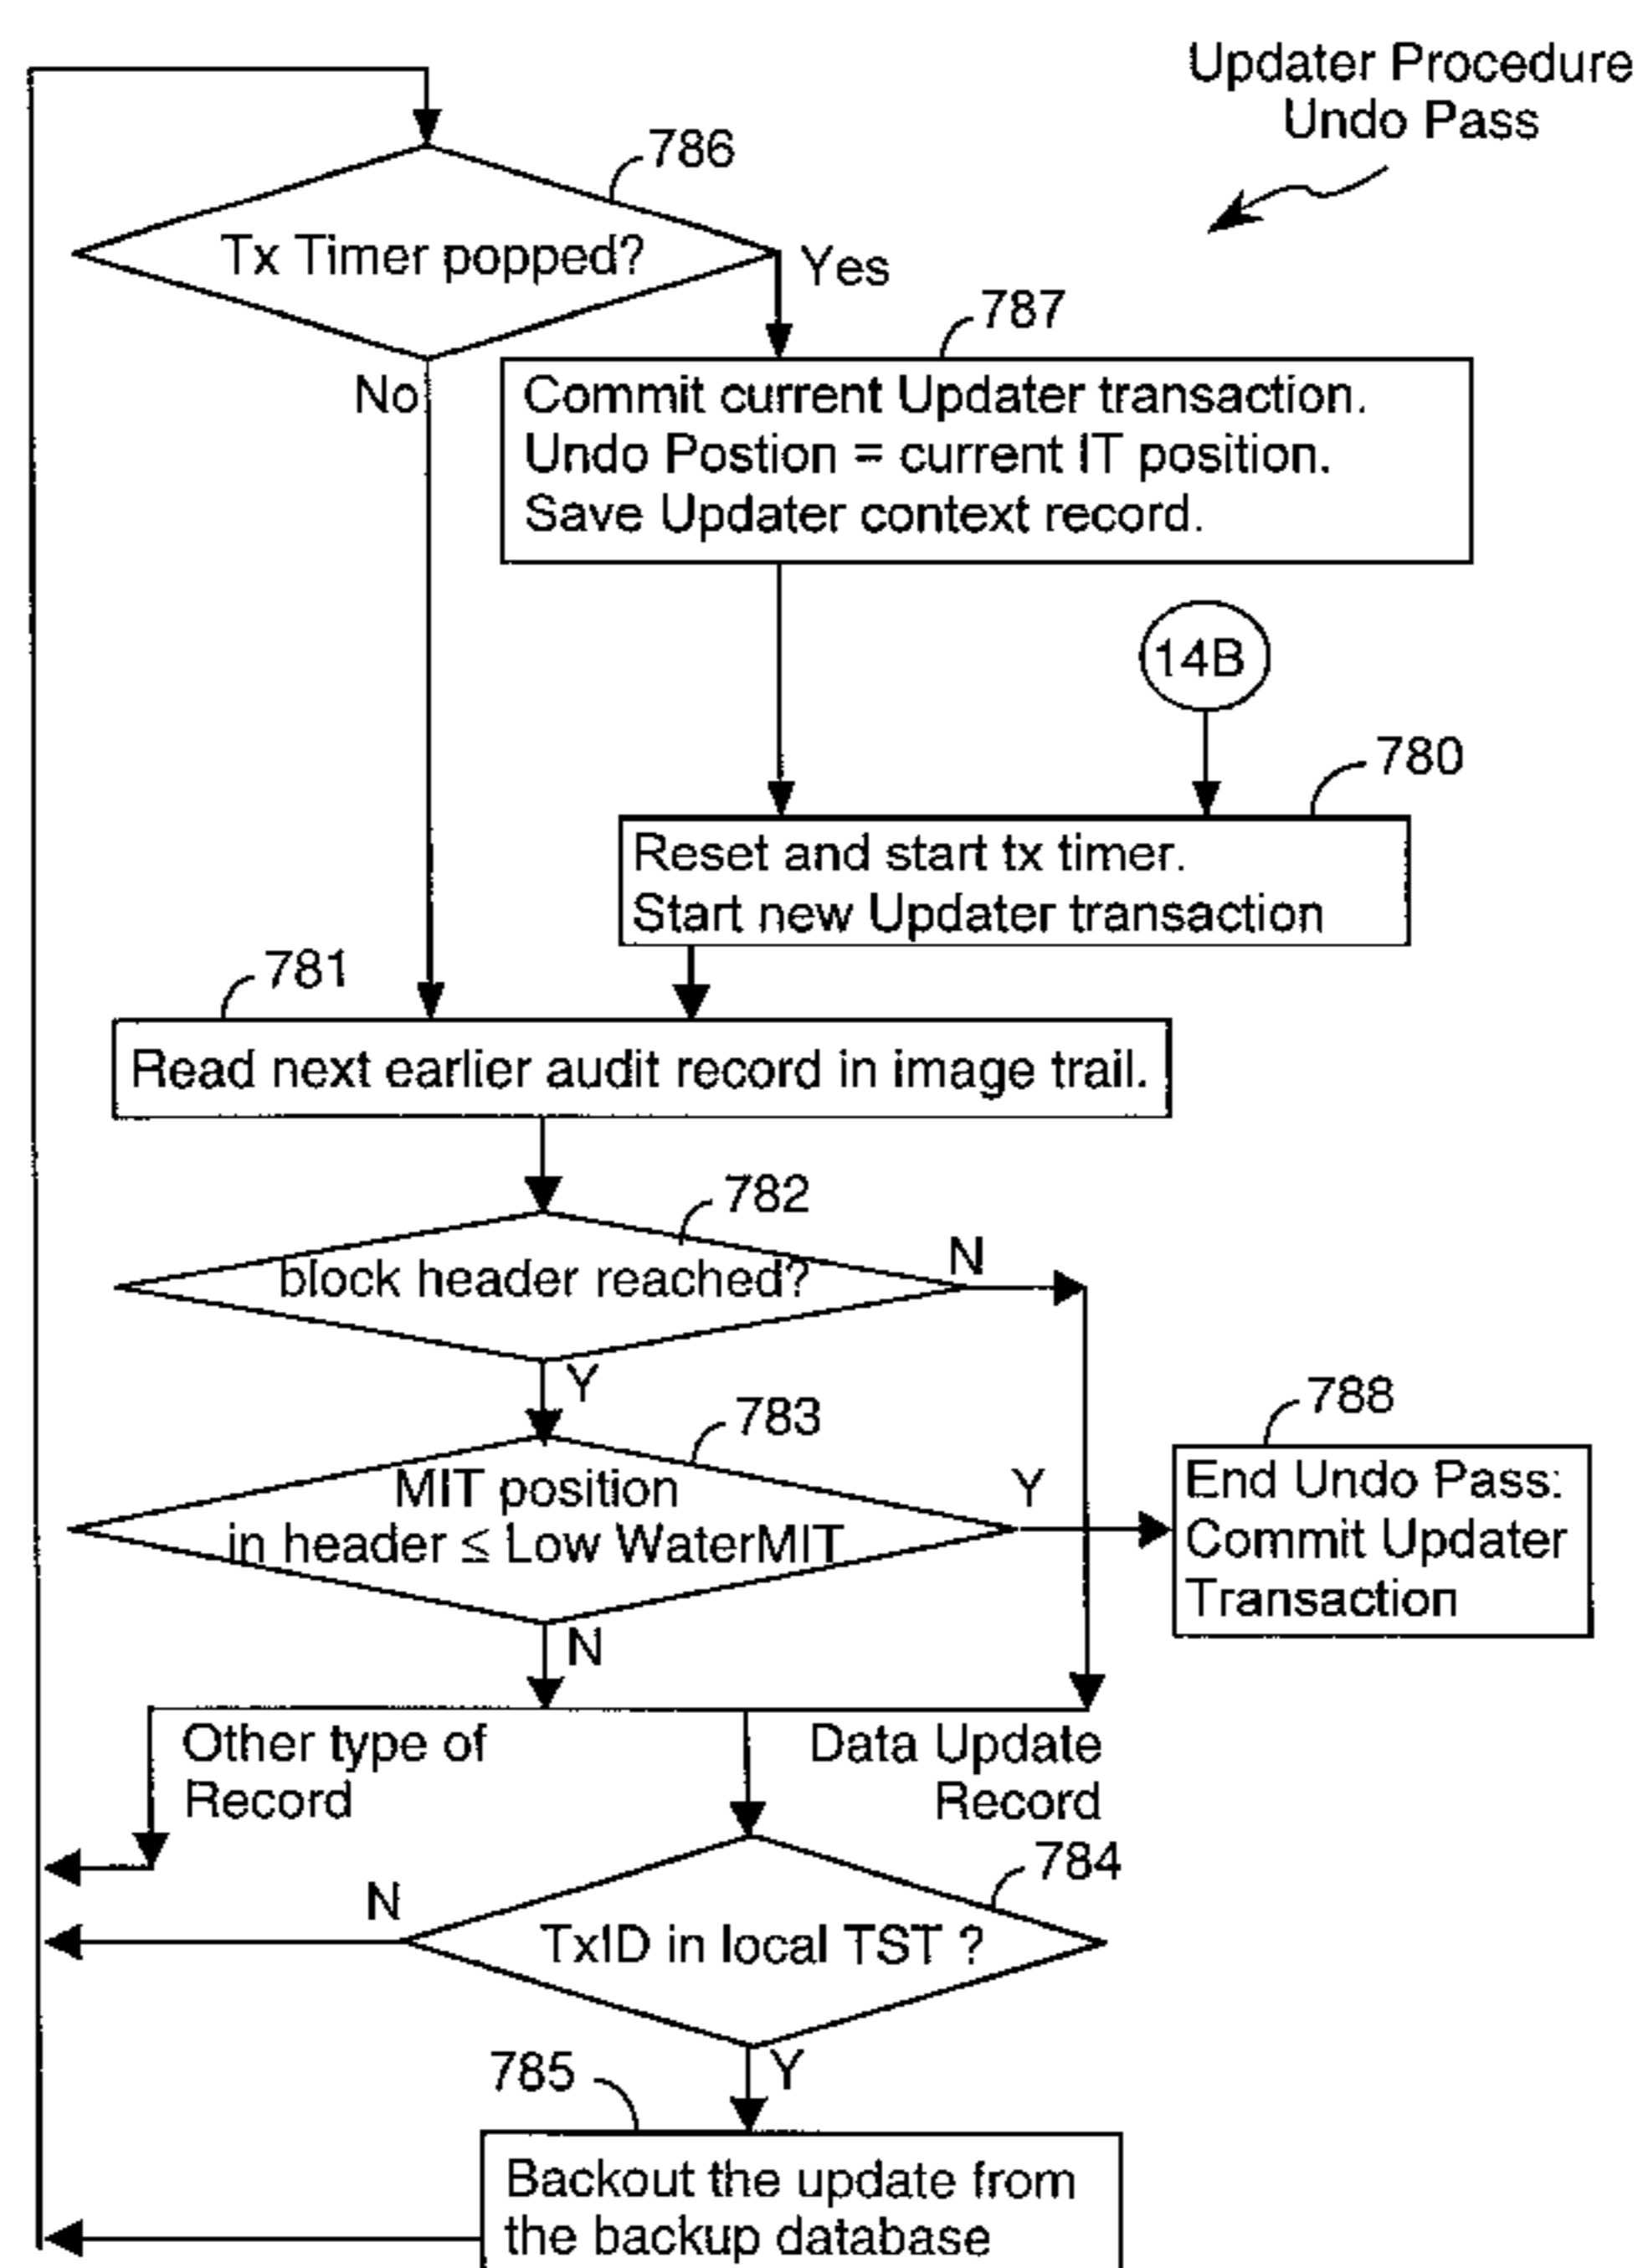 Updater Procedure
Undo Pass
786
Tx Timer popped?
Yes
787
No
Commit current Updater transaction.
Undo Postion = current IT position.
Save Updater context record.
14B
780
Reset and start tx timer.
Start new Updater transaction
781
Read next earlier audit record in image trail.
782
block header reached?
N
Y
783
788
MIT position
in header ≤ Low WaterMIT
Y
End Undo Pass:
Commit Updater
Transaction
N
Other type of
Record
Data Update
Record
784
N
TxID in local TST ?
785
Y
Backout the update from
the backup database